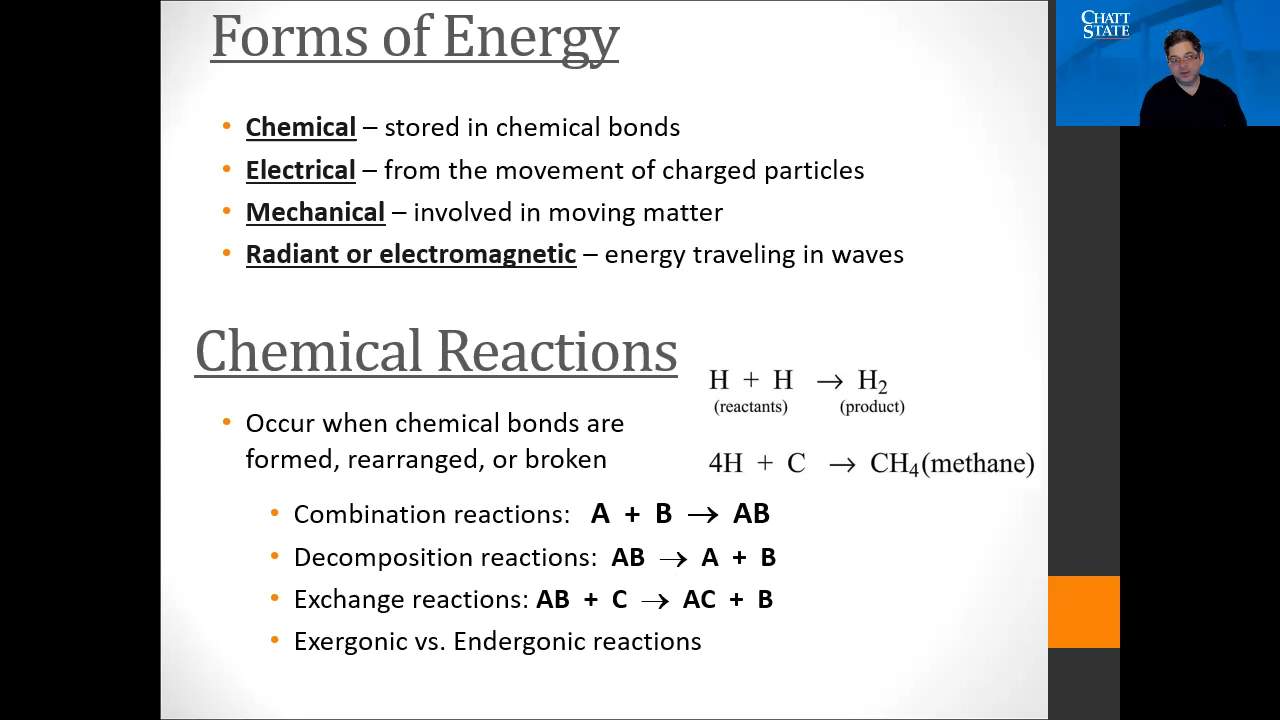 Forms of Energy
CHATT
STATE
• Chemical – stored in chemical bonds
• Electrical – from the movement of charged particles
• Mechanical – involved in moving matter
• Radiant or electromagnetic – energy traveling in waves
Chemical Reactions
H + H → H₂
(reactants) (product)
4H + C → CH₄(methane)
• Occur when chemical bonds are
formed, rearranged, or broken
• Combination reactions: A + B → AB
• Decomposition reactions: AB → A + B
• Exchange reactions: AB + C → AC + B
• Exergonic vs. Endergonic reactions